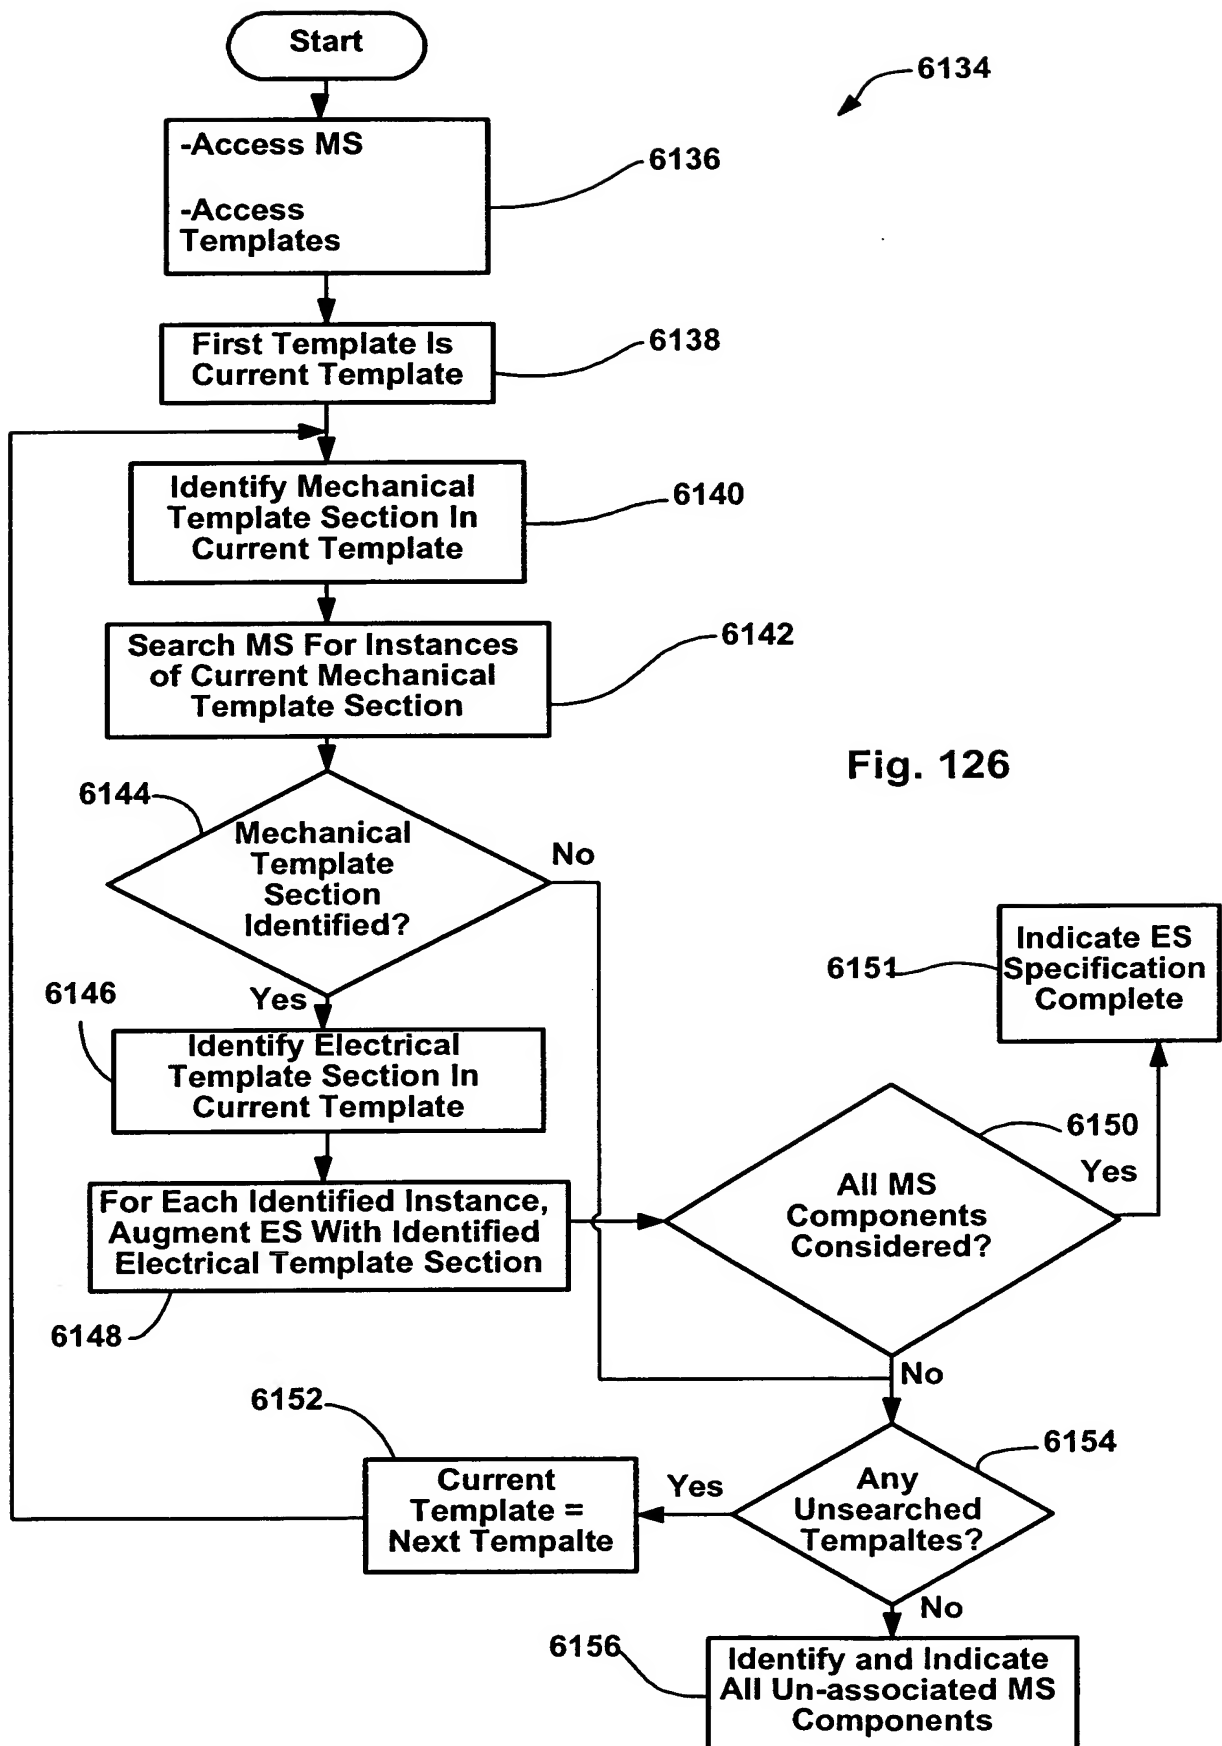 Start
6134
-Access MS
-Access
Templates
6136
First Template Is
Current Template
6138
Identify Mechanical
Template Section In
Current Template
6140
Search MS For Instances
of Current Mechanical
Template Section
6142
Fig. 126
6144
Mechanical
Template
Section
Identified?
No
Yes
6146
Identify Electrical
Template Section In
Current Template
Indicate ES
Specification
Complete
6151
For Each Identified Instance,
Augment ES With Identified
Electrical Template Section
6148
All MS
Components
Considered?
6150
Yes
No
6152
Current
Template =
Next Tempalte
Yes
Any
Unsearched
Tempaltes?
6154
No
6156
Identify and Indicate
All Un-associated MS
Components